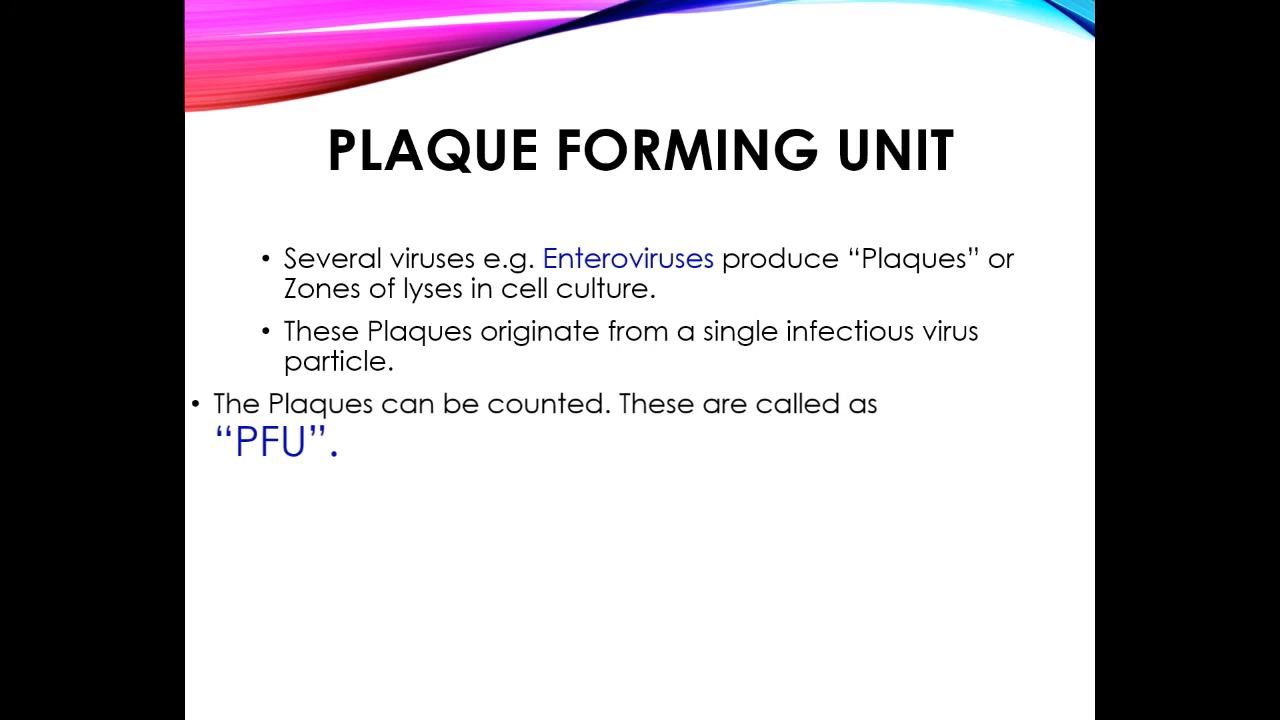 PLAQUE FORMING UNIT
• Several viruses e.g. Enteroviruses produce “Plaques” or
Zones of lyses in cell culture.
• These Plaques originate from a single infectious virus
particle.
• The Plaques can be counted. These are called as
“PFU”.